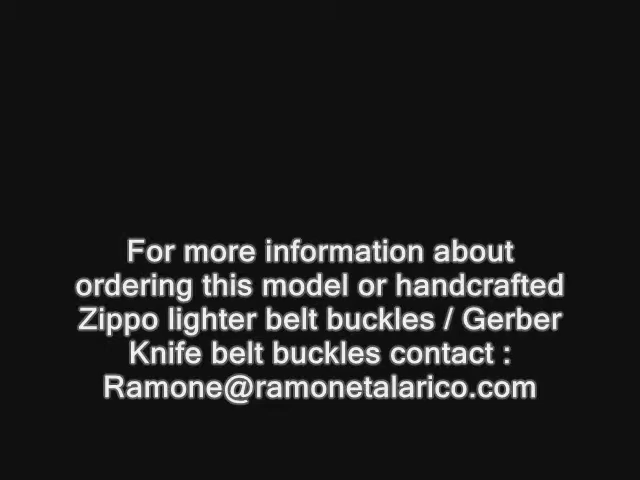 For more information about
ordering this model or handcrafted
Zippo lighter belt buckles / Gerber
Knife belt buckles contact :
Ramone@ramonetalarico.com